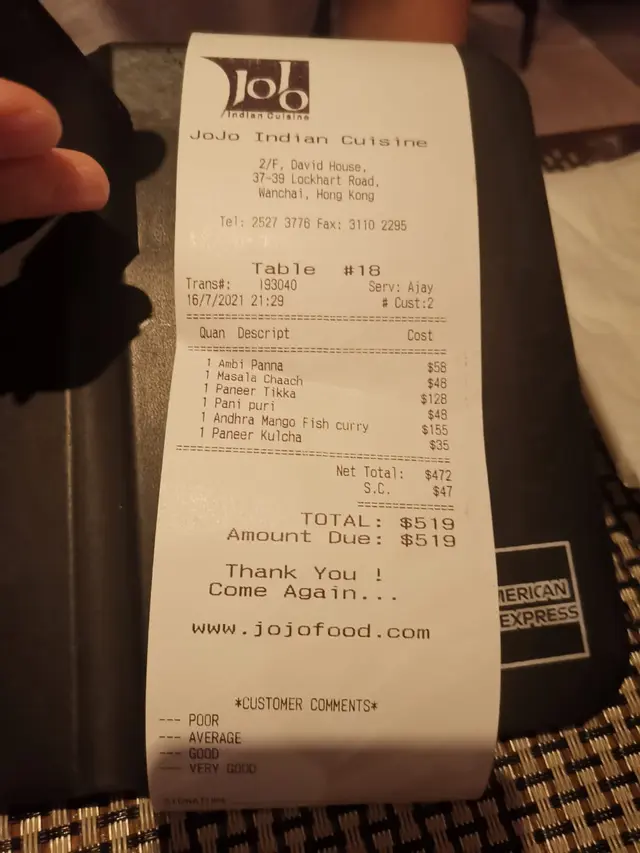 JoJo
Indian Cuisine
JoJo Indian Cuisine
2/F, David House,
37-39 Lockhart Road,
Wanchai, Hong Kong
Tel: 2527 3776 Fax: 3110 2295
Table #18
Trans#: 193040 Serv: Ajay
16/7/2021 21:29 # Cust:2
Quan Descript Cost
1 Ambi Panna $58
1 Masala Chaach $48
1 Paneer Tikka $128
1 Pani puri $48
1 Andhra Mango Fish curry $155
1 Paneer Kulcha $35
Net Total: $472
S.C. $47
TOTAL: $519
Amount Due: $519
Thank You !
Come Again...
www.jojofood.com
*CUSTOMER COMMENTS*
--- POOR
--- AVERAGE
--- GOOD
--- VERY GOOD
MERICAN
EXPRESS